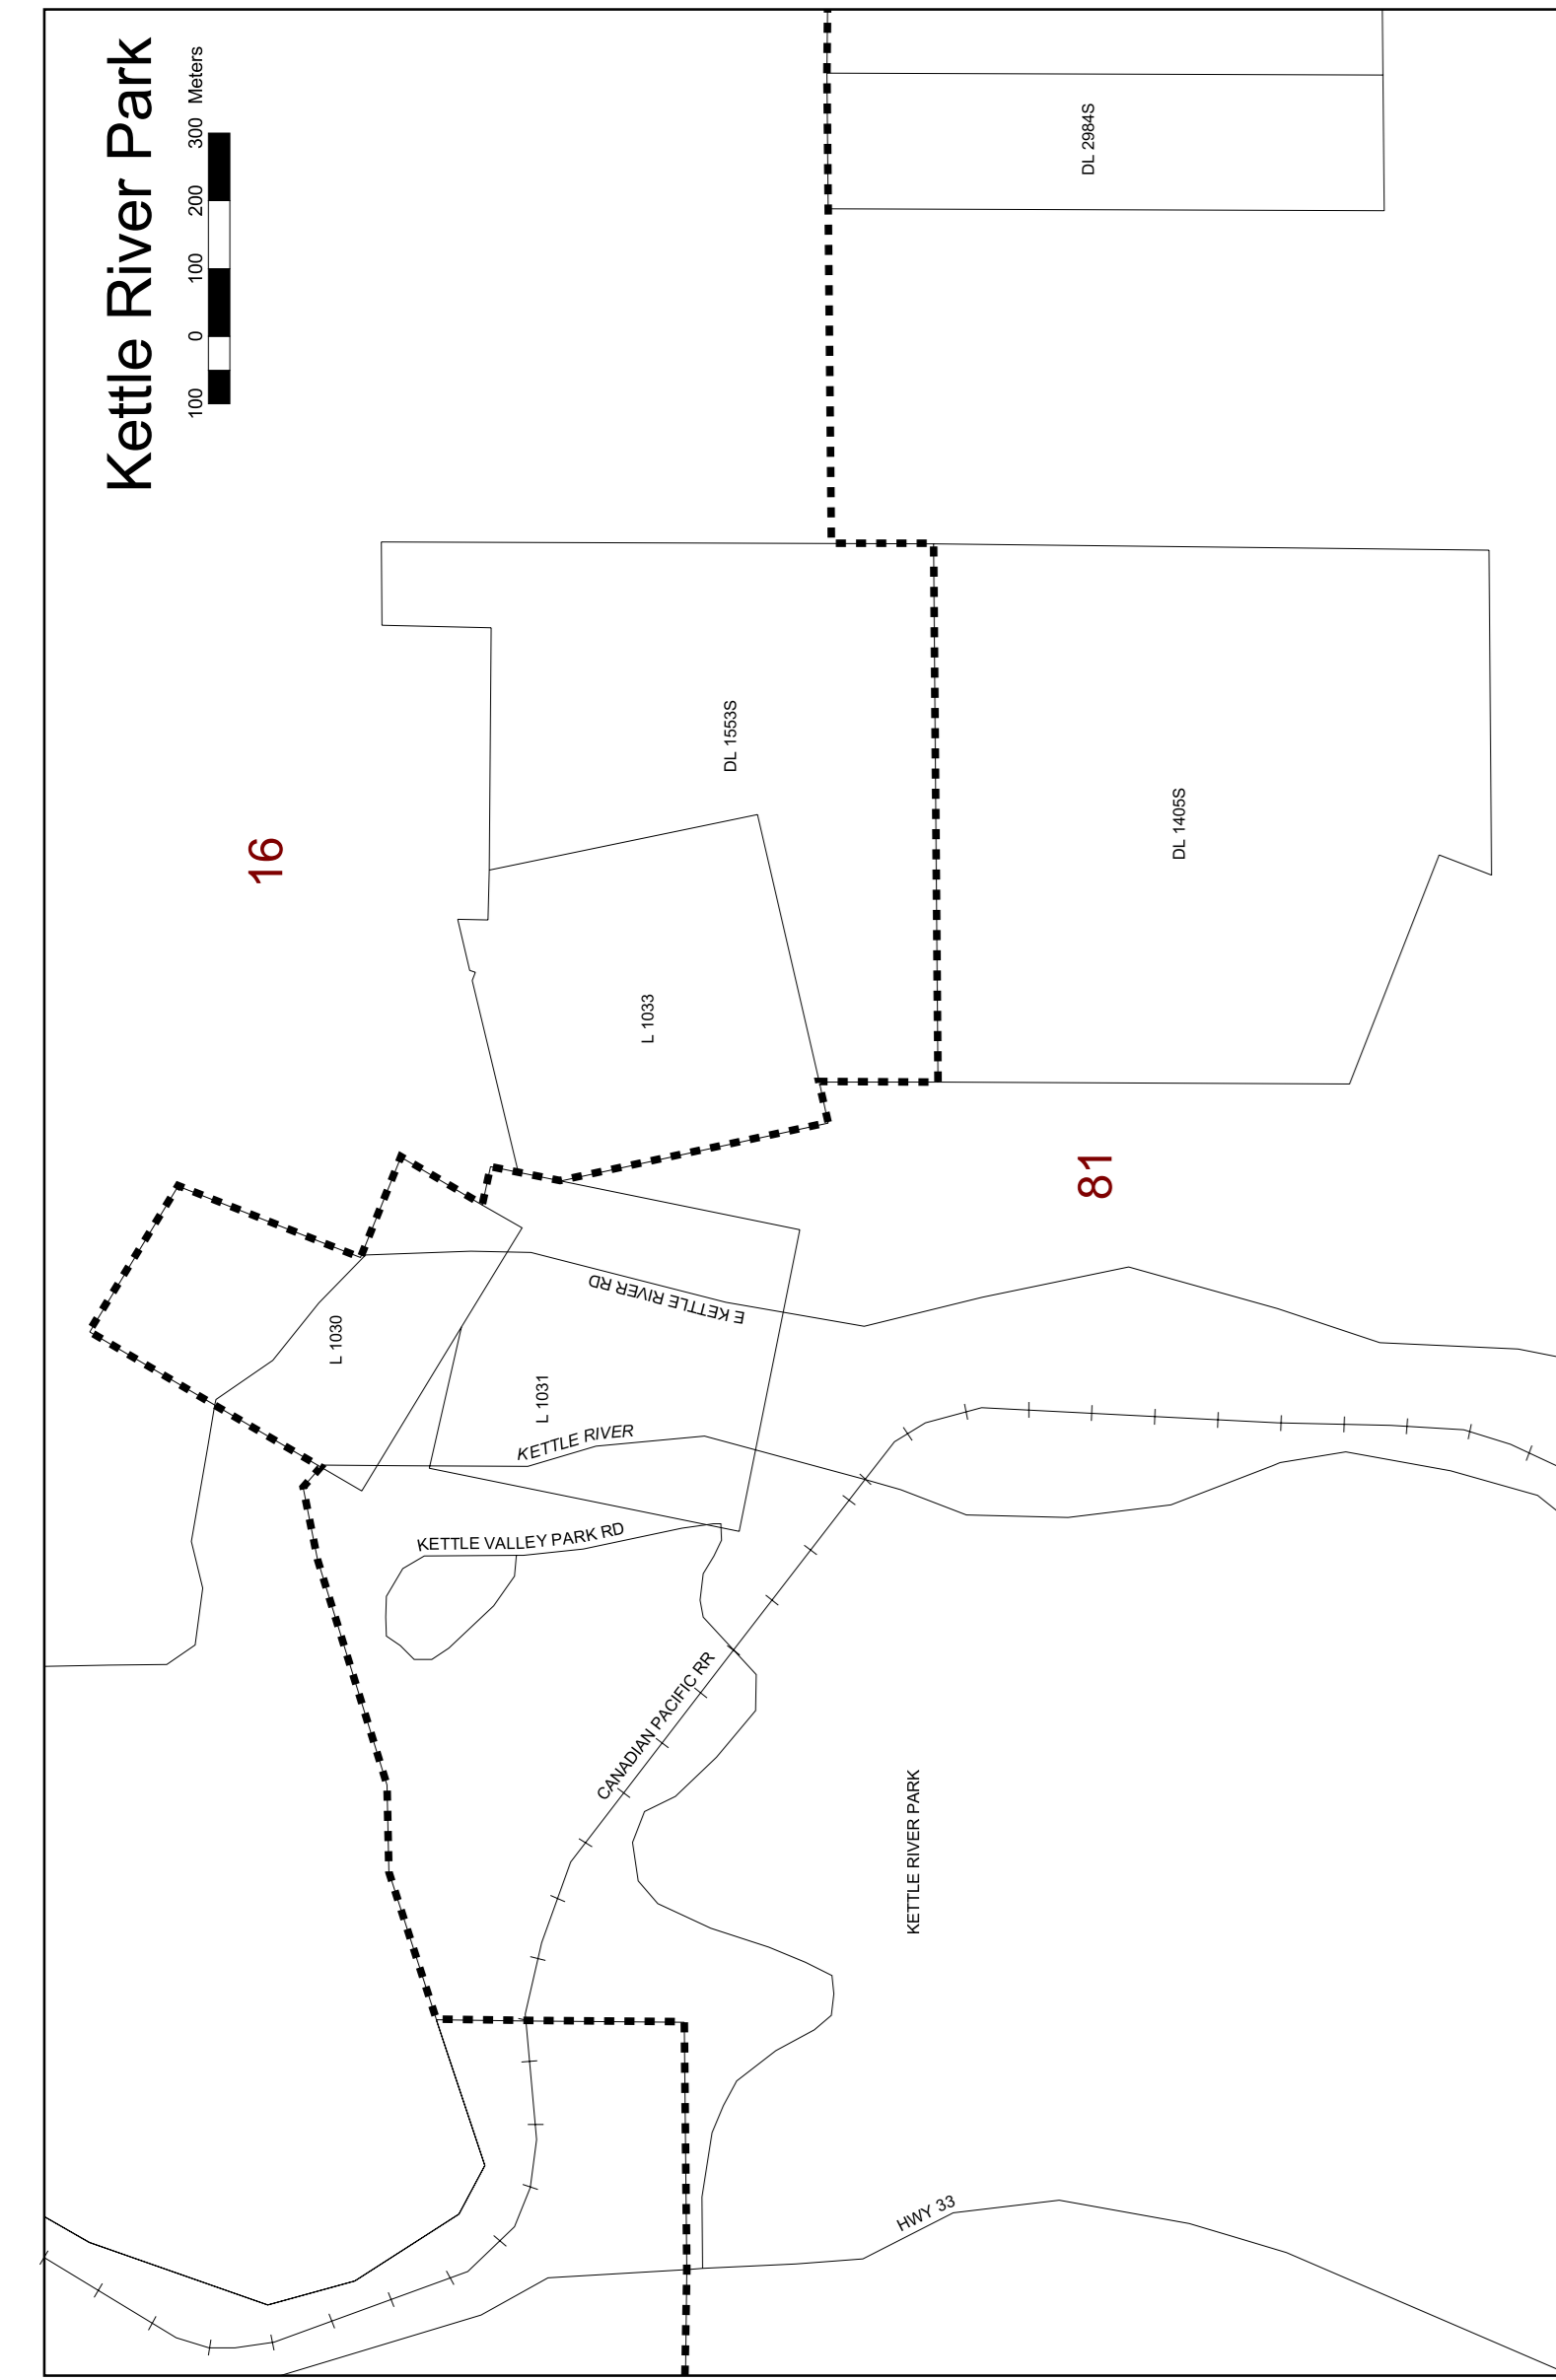 Kettle River Park
100 0 100 200 300 Meters
16
DL 2984S
DL 1553S
DL 1405S
L 1033
81
L 1030
L 1031
E KETTLE RIVER RD
KETTLE RIVER
KETTLE VALLEY PARK RD
CANADIAN PACIFIC RR
KETTLE RIVER PARK
HWY 33